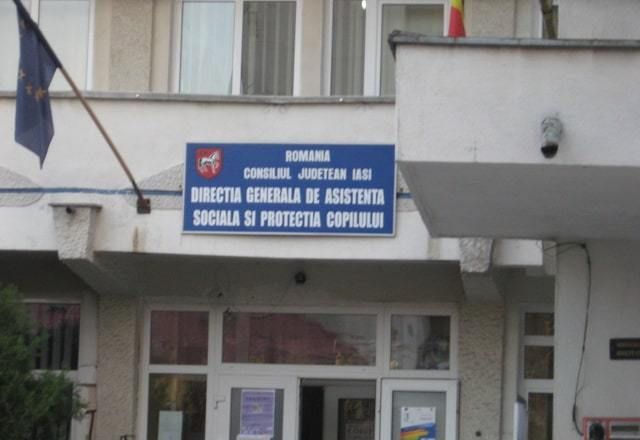 ROMANIA
CONSILIUL JUDETEAN IASI
DIRECTIA GENERALA DE ASISTENTA
SOCIALA SI PROTECTIA COPILULUI